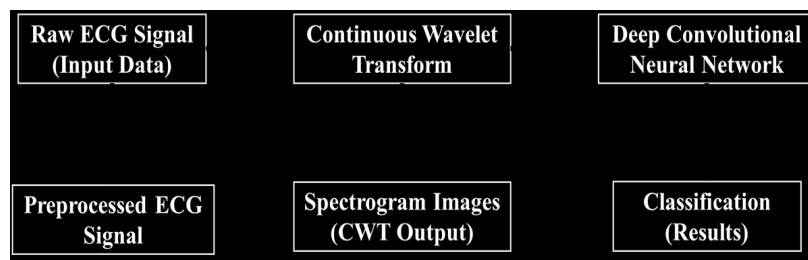 Raw ECG Signal
(Input Data)
Continuous Wavelet
Transform
Deep Convolutional
Neural Network
Preprocessed ECG
Signal
Spectrogram Images
(CWT Output)
Classification
(Results)